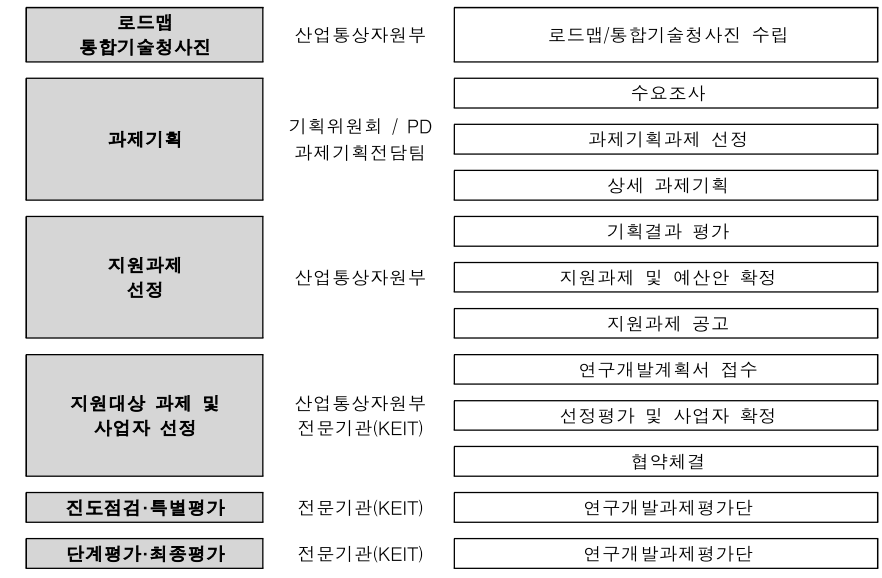 로드맵
통합기술청사진
산업통상자원부
로드맵/통합기술청사진 수립
과제기획
기획위원회 / PD
과제기획전담팀
수요조사
과제기획과제 선정
상세 과제기획
지원과제
선정
산업통상자원부
기획결과 평가
지원과제 및 예산안 확정
지원과제 공고
지원대상 과제 및
사업자 선정
산업통상자원부
전문기관(KEIT)
연구개발계획서 접수
선정평가 및 사업자 확정
협약체결
진도점검·특별평가
전문기관(KEIT)
연구개발과제평가단
단계평가·최종평가
전문기관(KEIT)
연구개발과제평가단